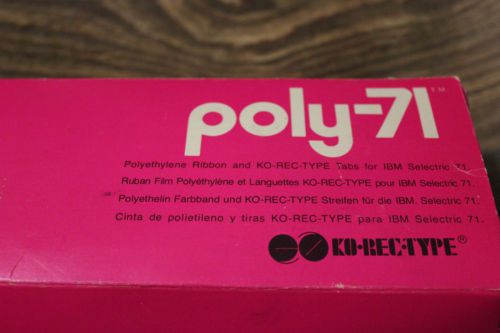 poly-71™
Polyethylene Ribbon and KO-REC-TYPE Tabs for IBM Selectric 71.
Ruban Film Polyéthylène et Languettes KO-REC-TYPE pour IBM Selectric 71.
Polyethelin Farbband und KO-REC-TYPE Streifen für die IBM. Selectric 71.
Cinta de polietileno y tiras KO-REC-TYPE para IBM Selectric 71.
KO-REC-TYPE®